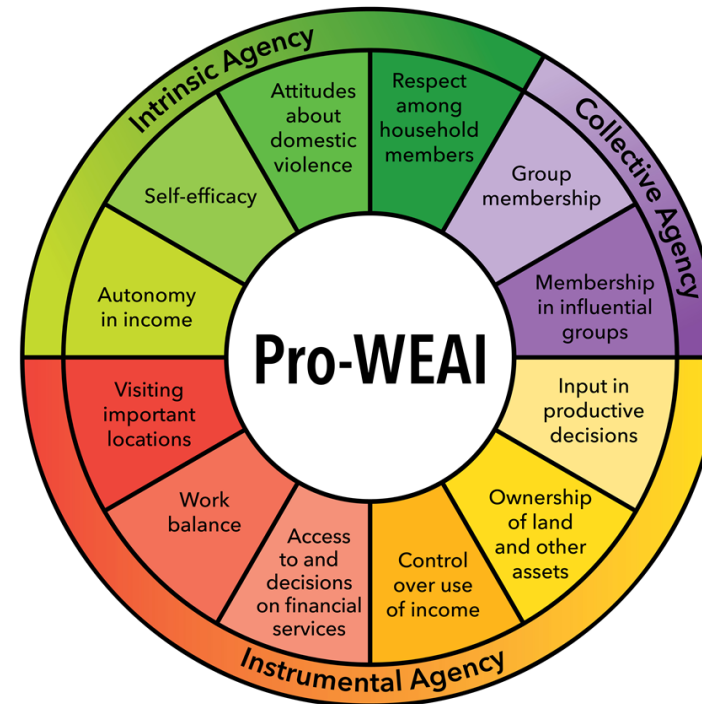 Intrinsic Agency
Collective Agency
Attitudes
about
domestic
violence
Respect
among
household
members
Self-efficacy
Group
membership
Autonomy
in income
Membership
in influential
groups
Pro-WEAI
Visiting
important
locations
Input in
productive
decisions
Work
balance
Ownership
of land
and other
assets
Access
to and
decisions
on financial
services
Control
over use
of income
Instrumental Agency